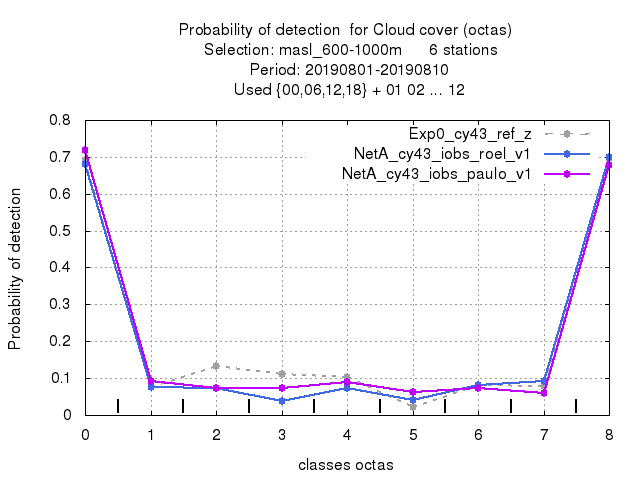 Probability of detection  for Cloud cover (octas)
Selection: masl_600-1000m      6 stations
Period: 20190801-20190810
Used {00,06,12,18} + 01 02 ... 12
Exp0_cy43_ref_z
NetA_cy43_iobs_roel_v1
NetA_cy43_iobs_paulo_v1
0.8
0.7
0.6
0.5
0.4
0.3
0.2
0.1
0
Probability of detection
0 1 2 3 4 5 6 7 8
classes octas